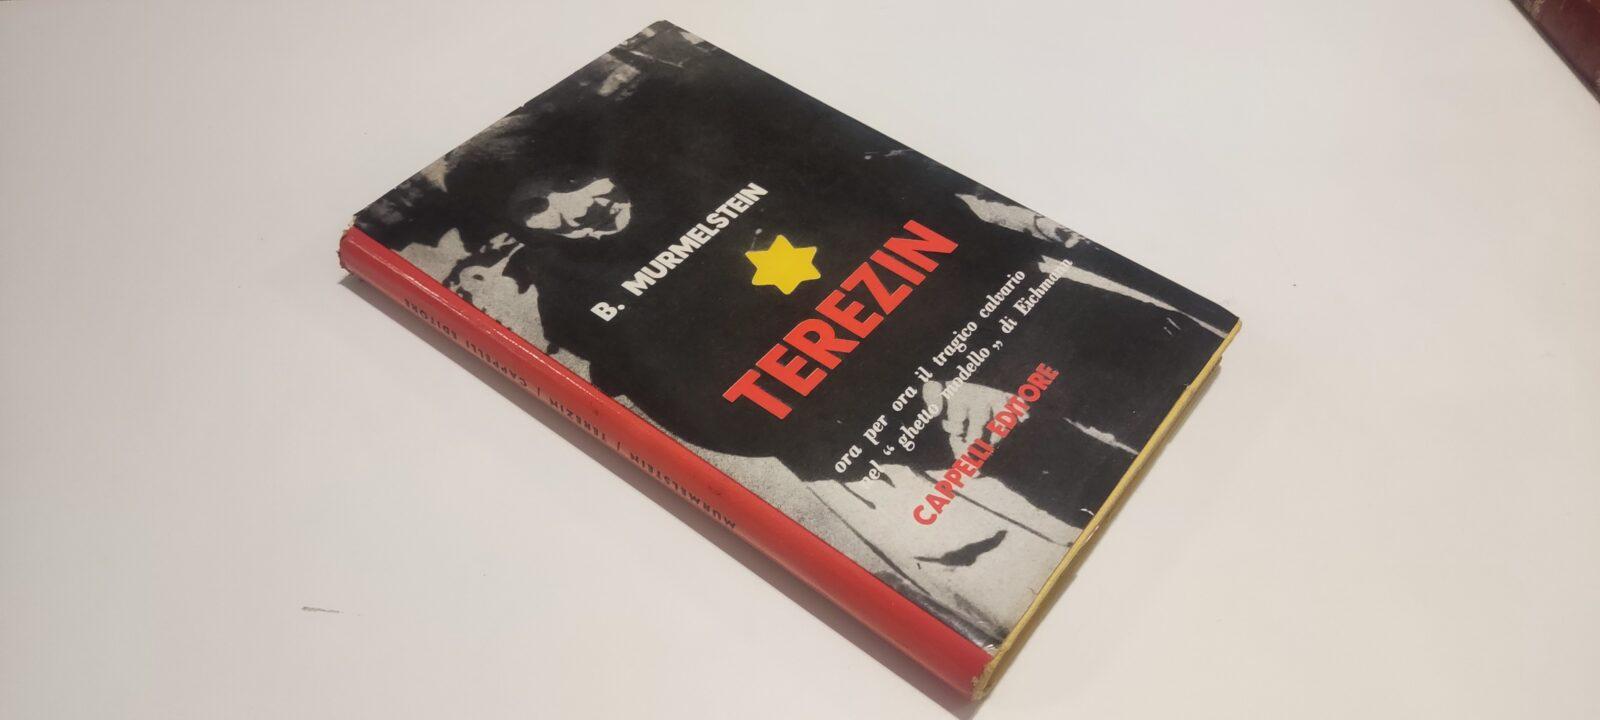 B. MURMELSTEIN
TEREZIN
ora per ora il tragico calvario
nel “ ghetto modello „ di Eichmann
CAPPELLI EDITORE
MURMELSTEIN / TEREZIN / CAPPELLI EDITORE